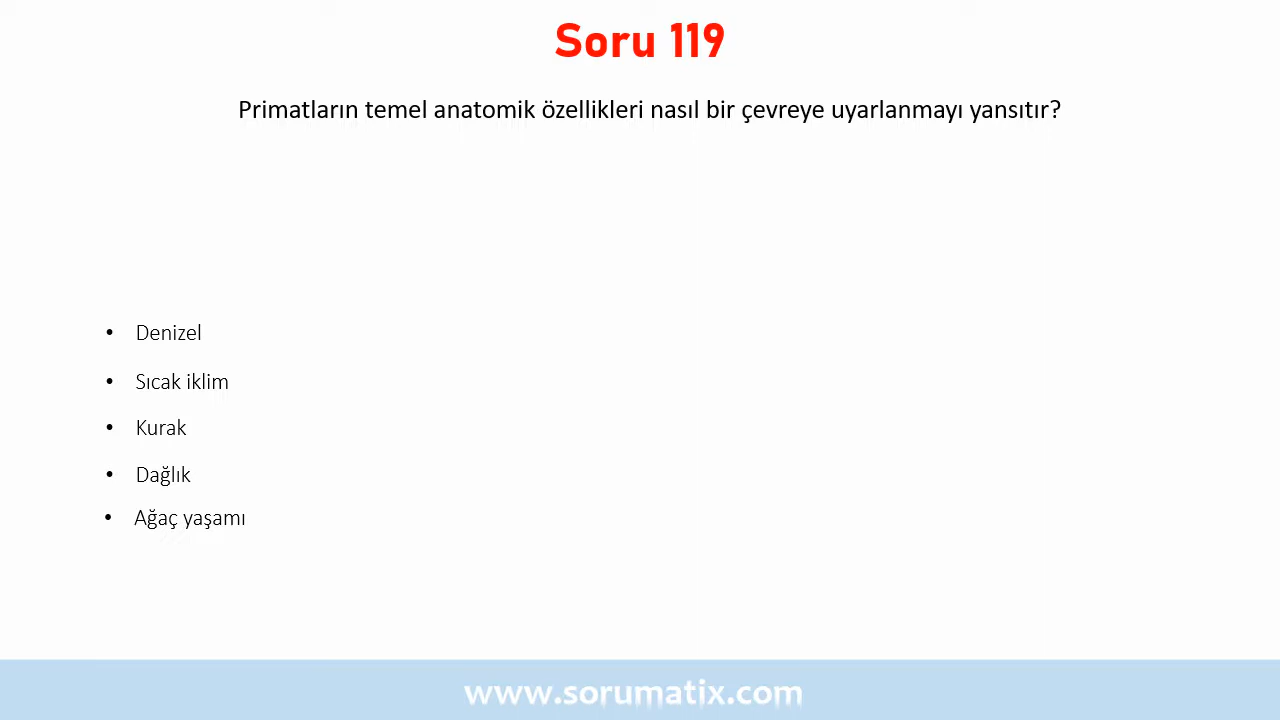 Soru 119
Primatların temel anatomik özellikleri nasıl bir çevreye uyarlanmayı yansıtır?
• Denizel
• Sıcak iklim
• Kurak
• Dağlık
• Ağaç yaşamı
www.sorumatix.com